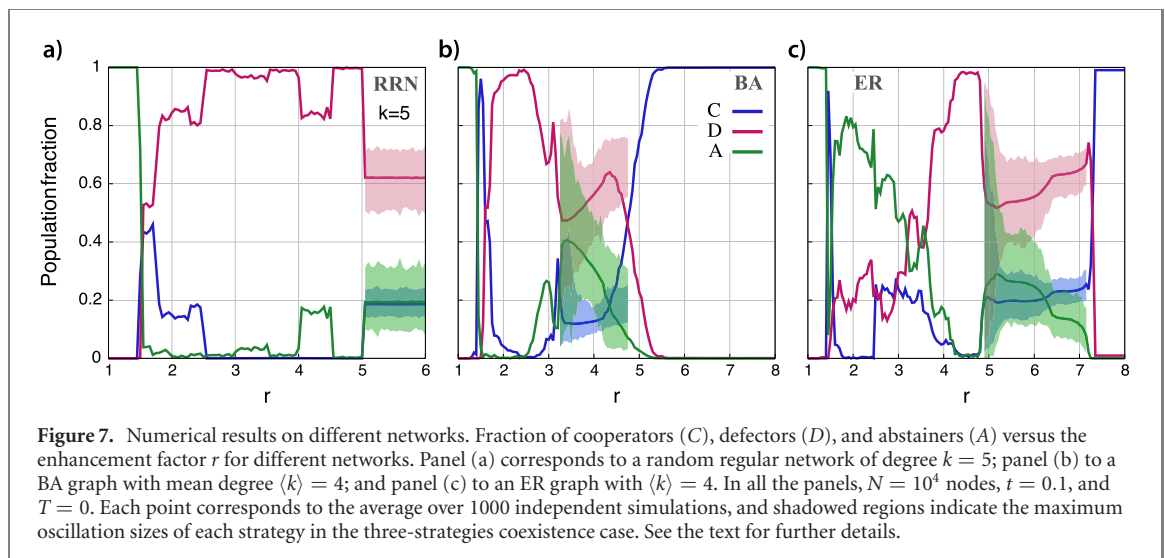 a)
b)
c)
1
0.8
0.6
0.4
0.2
0
Population fraction
RRN
k=5
1 2 3 4 5 6
r
BA
C
D
A
1 2 3 4 5 6 7 8
r
ER
1 2 3 4 5 6 7 8
r
Figure 7. Numerical results on different networks. Fraction of cooperators (C), defectors (D), and abstainers (A) versus the
enhancement factor r for different networks. Panel (a) corresponds to a random regular network of degree k = 5; panel (b) to a
BA graph with mean degree ⟨k⟩ = 4; and panel (c) to an ER graph with ⟨k⟩ = 4. In all the panels, N = 10⁴ nodes, t = 0.1, and
T = 0. Each point corresponds to the average over 1000 independent simulations, and shadowed regions indicate the maximum
oscillation sizes of each strategy in the three-strategies coexistence case. See the text for further details.